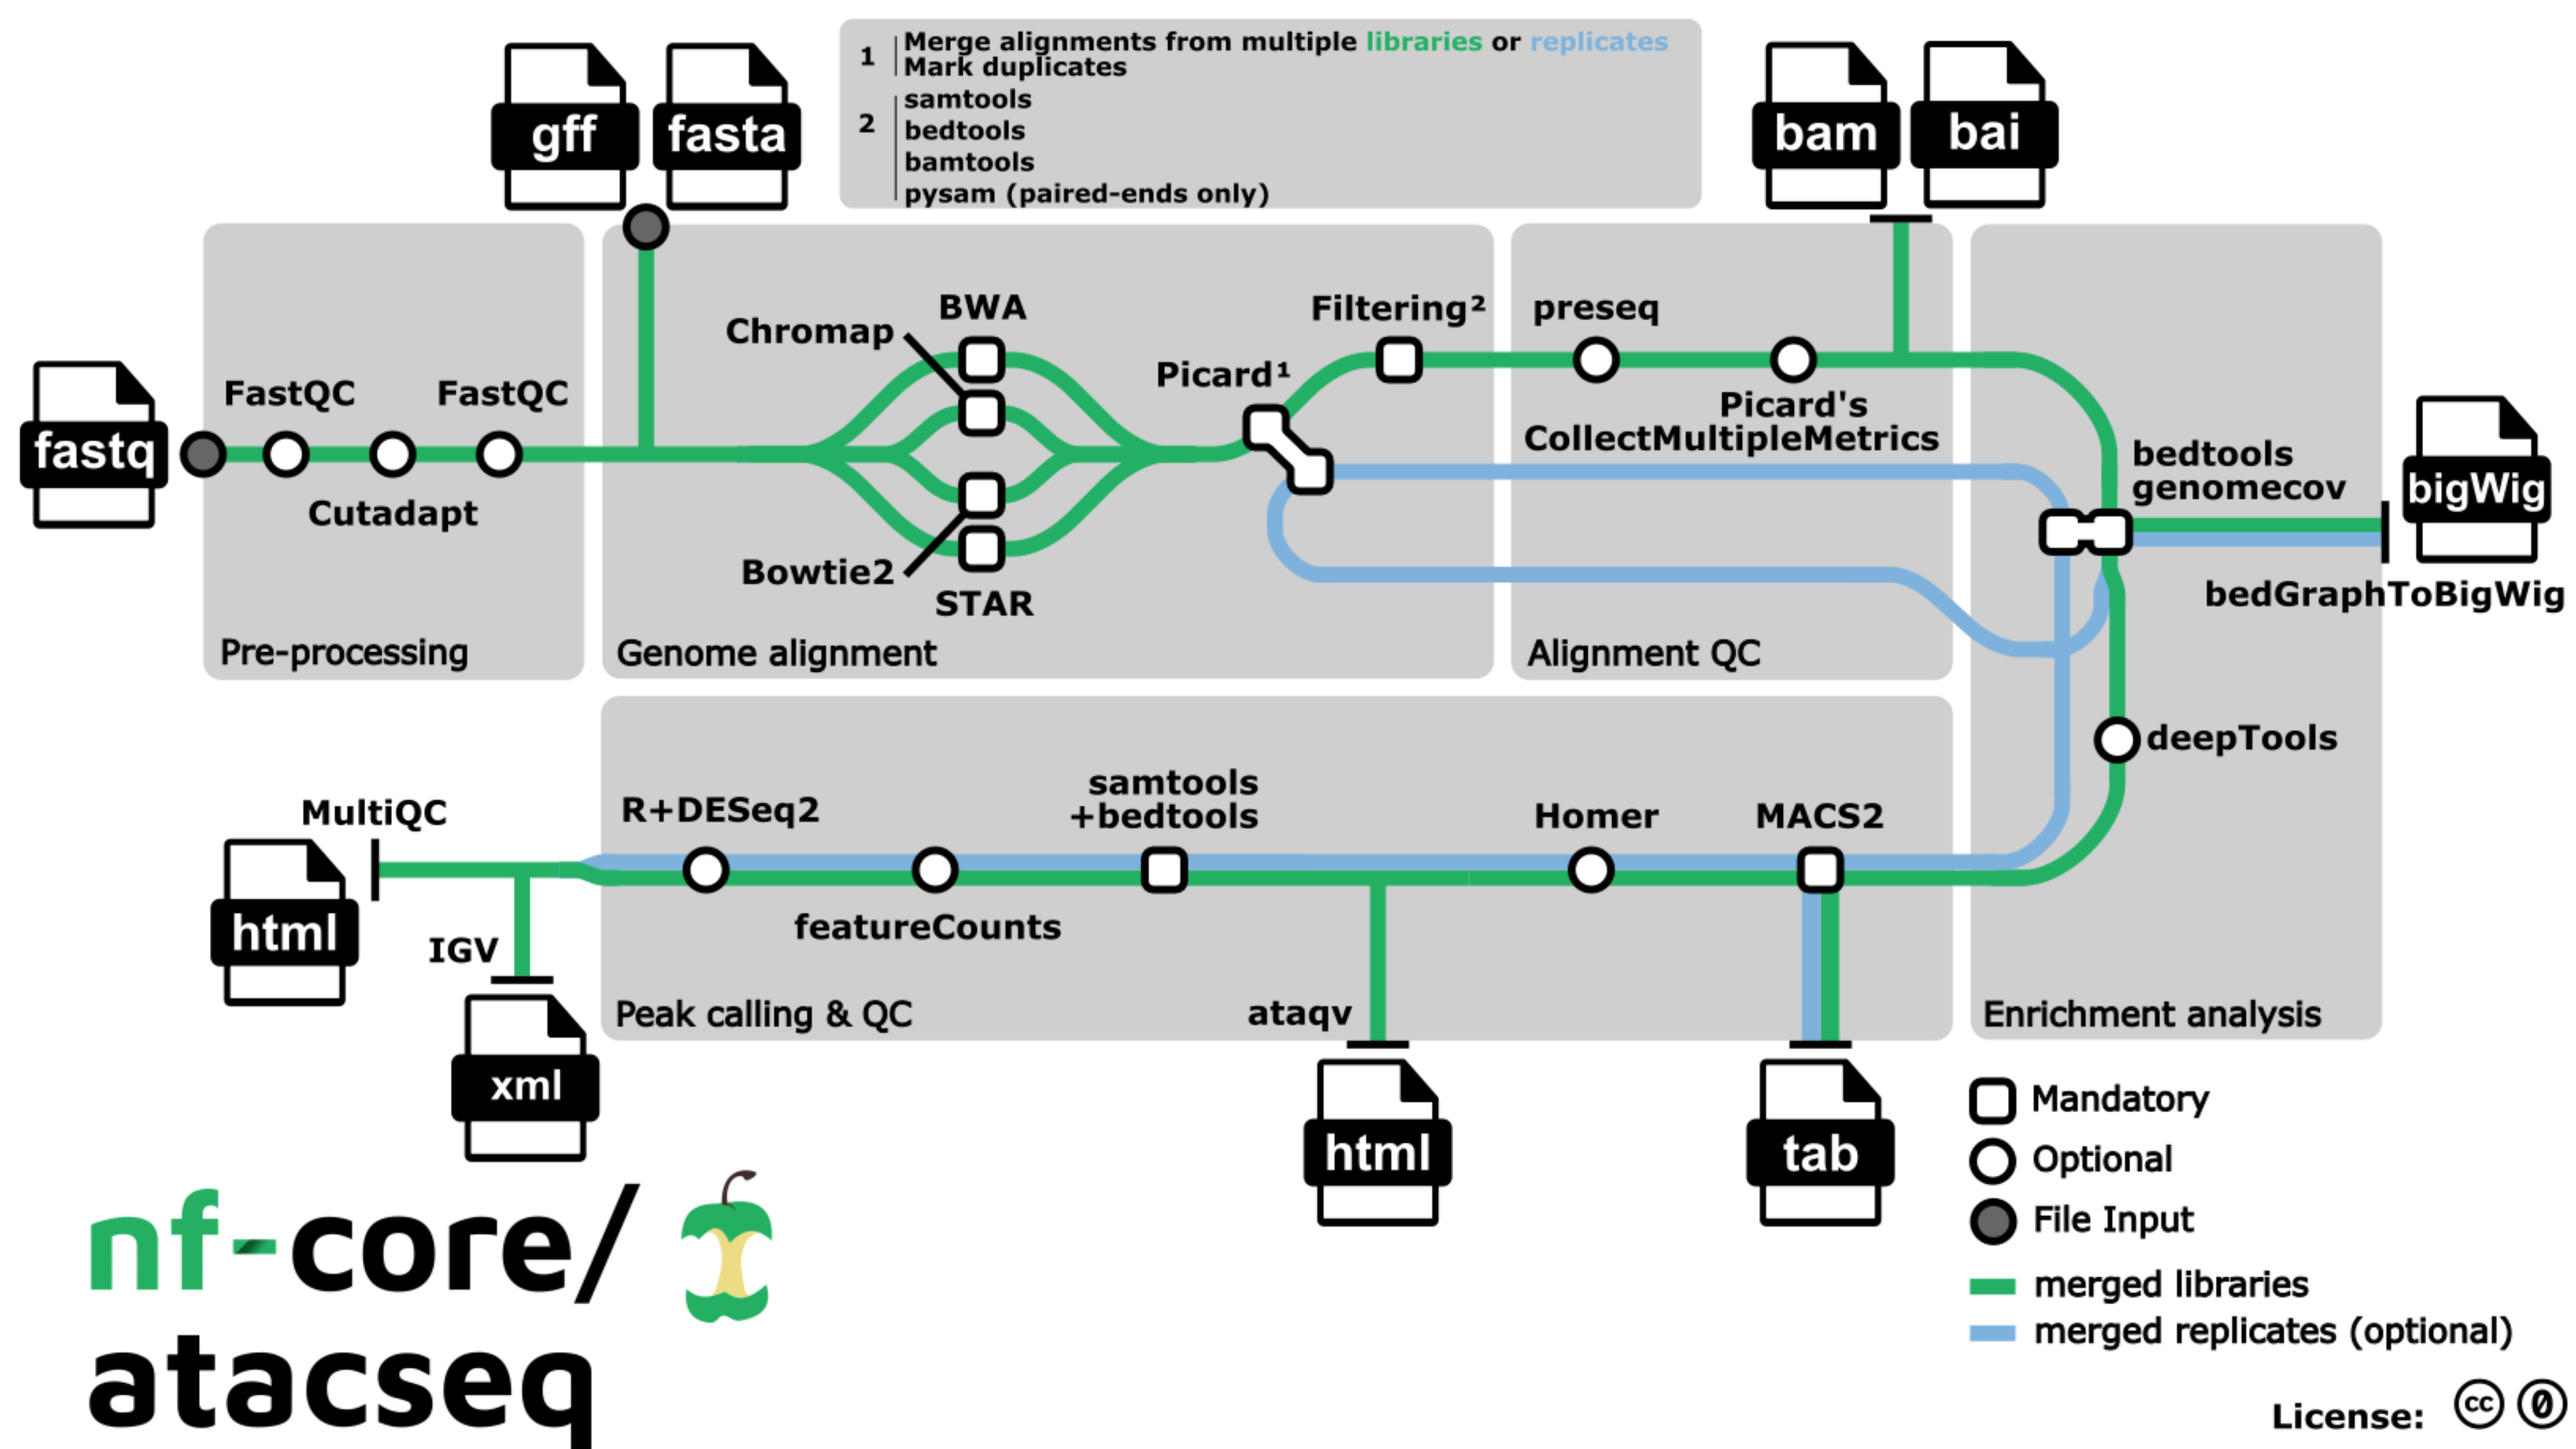 1 Merge alignments from multiple libraries or replicates
Mark duplicates
2 samtools
bedtools
bamtools
pysam (paired-ends only)
gff
fasta
bam
bai
fastq
FastQC
FastQC
Cutadapt
Pre-processing
Chromap
BWA
Bowtie2
STAR
Picard¹
Filtering²
Genome alignment
preseq
Picard's
CollectMultipleMetrics
Alignment QC
bedtools
genomecov
bigWig
bedGraphToBigWig
deepTools
Enrichment analysis
MultiQC
html
IGV
xml
R+DESeq2
featureCounts
samtools
+bedtools
Homer
MACS2
ataqv
Peak calling & QC
html
tab
Mandatory
Optional
File Input
merged libraries
merged replicates (optional)
nf-core/
atacseq
License: cc 0